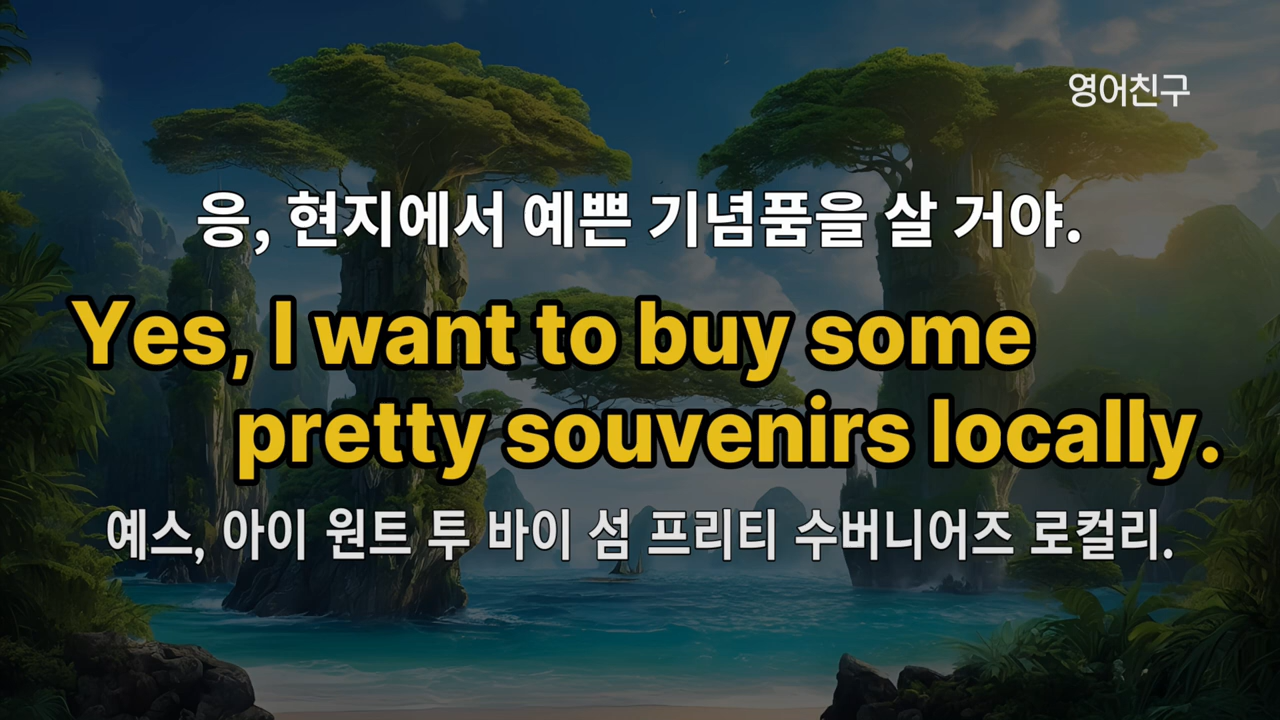 영어친구
응, 현지에서 예쁜 기념품을 살 거야.
Yes, I want to buy some
pretty souvenirs locally.
예스, 아이 원트 투 바이 섬 프리티 수버니어즈 로컬리.